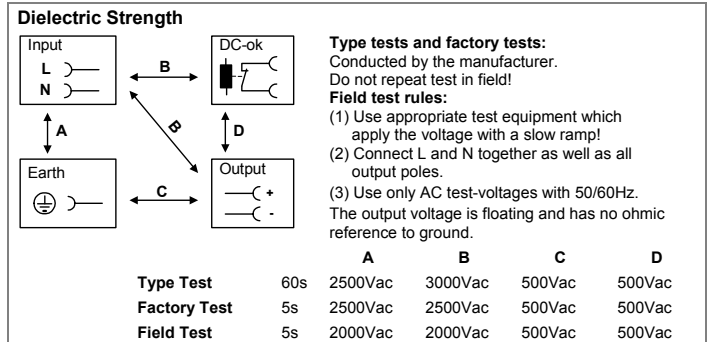 Dielectric Strength
Input
L
N
DC-ok
B
A
B
D
Earth
C
Output
+
-
Type tests and factory tests:
Conducted by the manufacturer.
Do not repeat test in field!
Field test rules:
(1) Use appropriate test equipment which
apply the voltage with a slow ramp!
(2) Connect L and N together as well as all
output poles.
(3) Use only AC test-voltages with 50/60Hz.
The output voltage is floating and has no ohmic
reference to ground.
A B C D
Type Test 60s 2500Vac 3000Vac 500Vac 500Vac
Factory Test 5s 2500Vac 2500Vac 500Vac 500Vac
Field Test 5s 2000Vac 2000Vac 500Vac 500Vac